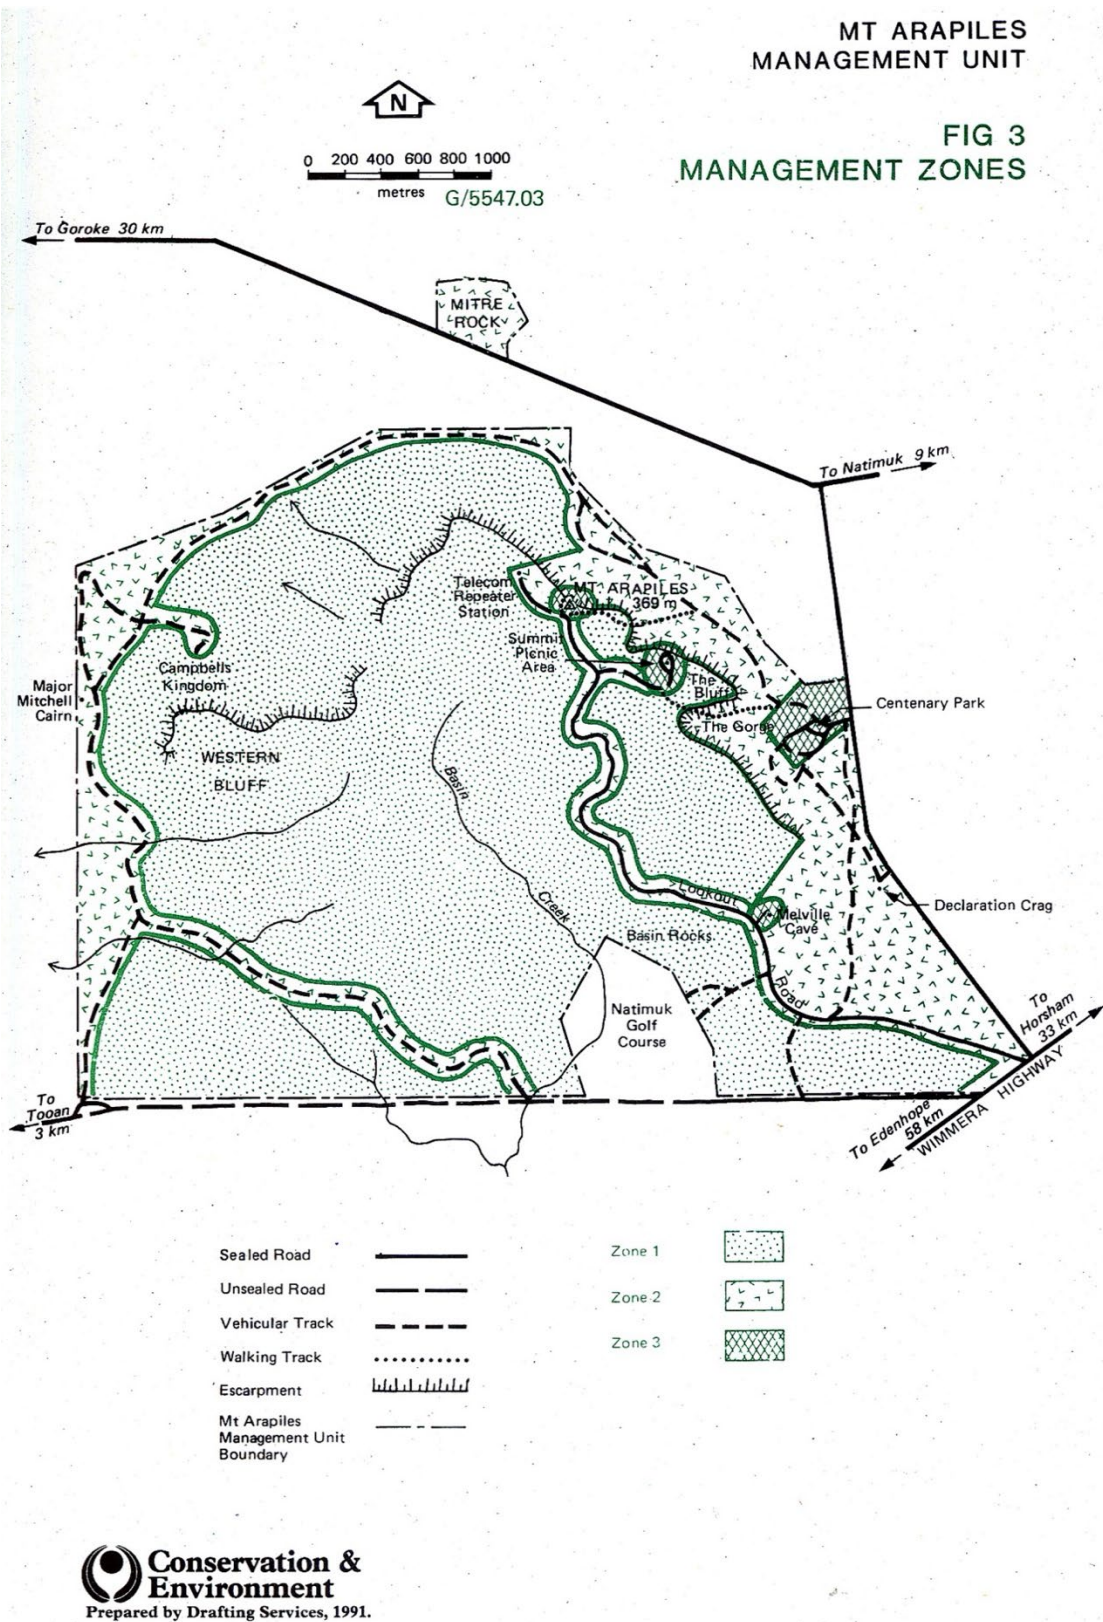 MT ARAPILES
MANAGEMENT UNIT
N
FIG 3
MANAGEMENT ZONES
0 200 400 600 800 1000
metres
G/5547.03
To Goroke 30 km
MITRE
ROCK
To Natimuk 9 km
Telecom
Repeater
Station
MT ARAPILES
369 m
Summit
Picnic
Area
Campbells
Kingdom
Major
Mitchell
Cairn
The
Bluff
Centenary Park
The Gorge
WESTERN
BLUFF
Basin
Creek
Lookout
Road
Melville
Cave
Declaration Crag
Basin Rocks
Natimuk
Golf
Course
To
Horsham
33 km
To
Tooan
3 km
To Edenhope
58 km
WIMMERA HIGHWAY
Sealed Road
Unsealed Road
Vehicular Track
Walking Track
Escarpment
Mt Arapiles
Management Unit
Boundary
Zone 1
Zone 2
Zone 3
Conservation &
Environment
Prepared by Drafting Services, 1991.